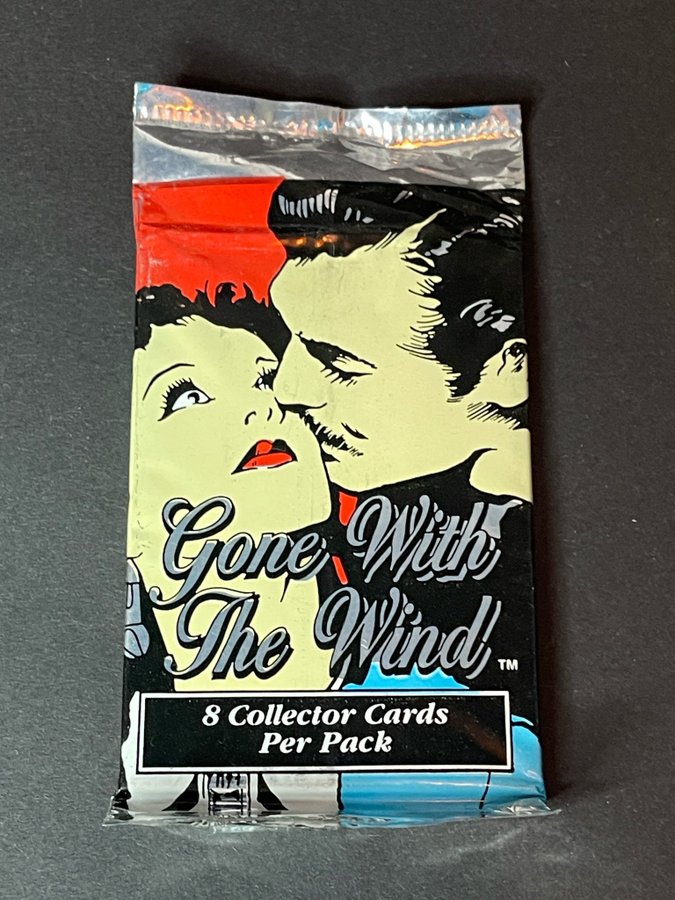 Gone With
The Wind ™
8 Collector Cards
Per Pack